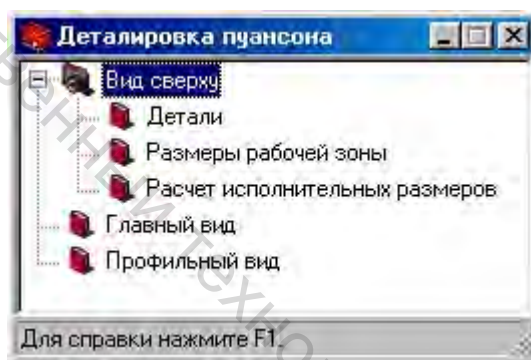 Деталировка пуансона
Вид сверху
Детали
Размеры рабочей зоны
Расчет исполнительных размеров
Главный вид
Профильный вид
Для справки нажмите F1.